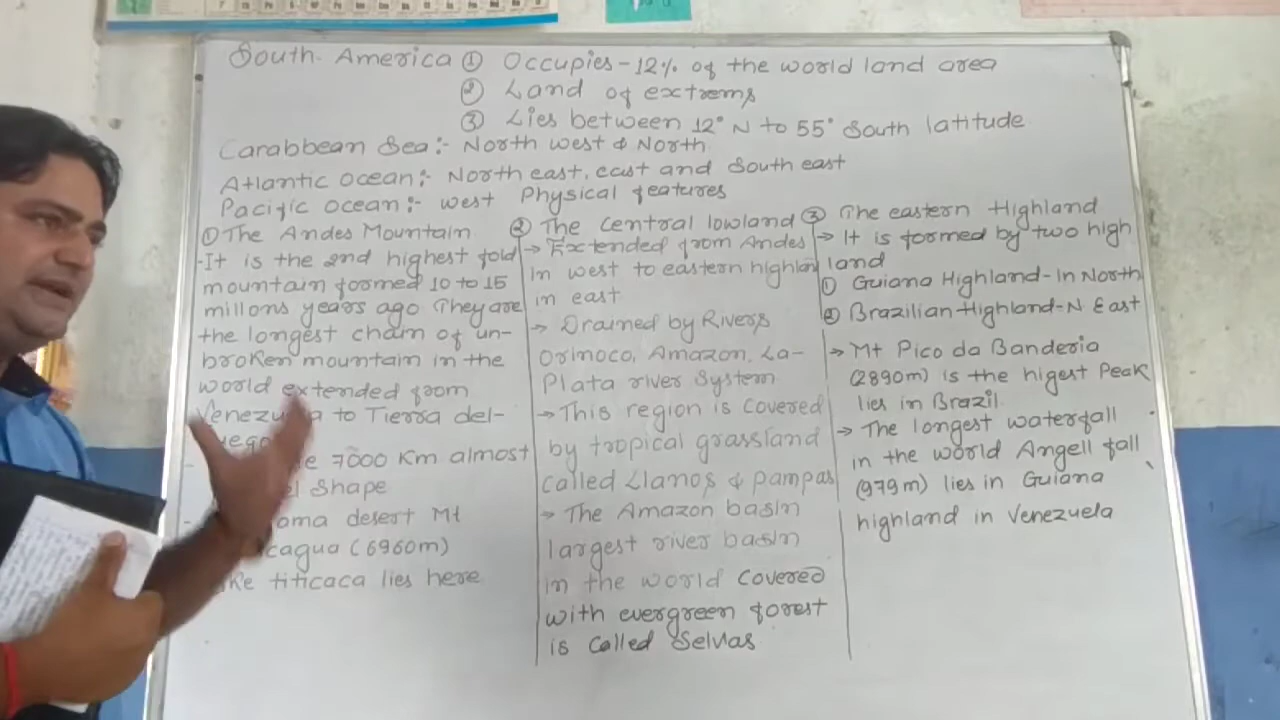 South America ① Occupies - 12% of the world land area
② Land of extrems
③ Lies between 12° N to 55° South latitude
Carabbean Sea:- North west & North
Atlantic Ocean:- North east, east and South east
Pacific Ocean:- west Physical features
① The Andes Mountain
- It is the 2nd highest fold
mountain formed 10 to 15
millons years ago They are
the longest chain of un-
broken mountain in the
world extended from
Venezuela to Tierra del-
7000 Km almost
Shape
desert Mt
(6960m)
titicaca lies here
② The Central lowland
→ Extended from Andes
in west to eastern highlan
in east
→ Drained by Rivers
Orinoco, Amazon, La-
Plata river System
→ This region is covered
by tropical grassland
called Llanos & pampas
→ The Amazon basin
largest river basin
in the world Covered
with evergreen forest
is called Selvas
③ The eastern Highland
→ It is formed by two high
land
① Guiana Highland - In North
② Brazilian Highland - N East
→ Mt Pico da Banderia
(2890m) is the higest Peak
lies in Brazil
→ The longest waterfall
in the world Angell fall
(979m) lies in Guiana
highland in Venezuela